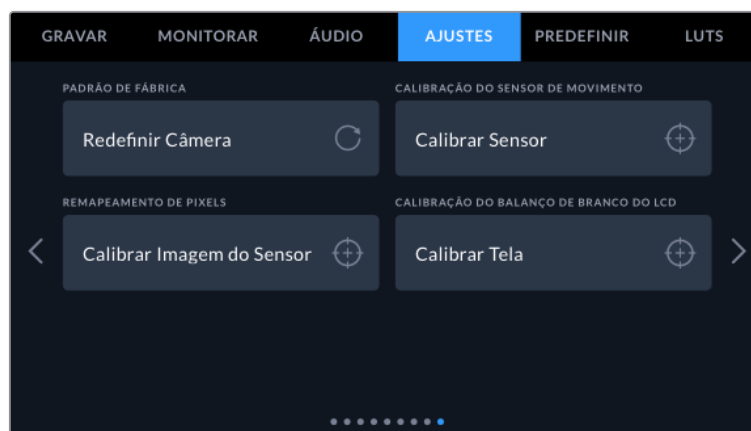 GRAVAR MONITORAR ÁUDIO AJUSTES PREDEFINIR LUTS
PADRÃO DE FÁBRICA
Redefinir Câmera
CALIBRAÇÃO DO SENSOR DE MOVIMENTO
Calibrar Sensor
REMAPEAMENTO DE PIXELS
Calibrar Imagem do Sensor
CALIBRAÇÃO DO BALANÇO DE BRANCO DO LCD
Calibrar Tela